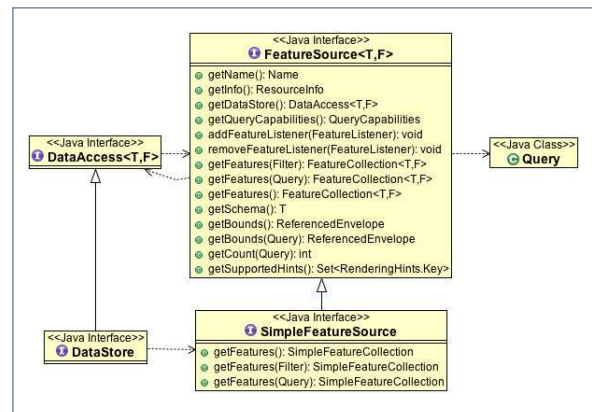 <<Java Interface>>
I FeatureSource<T,F>
getName(): Name
getInfo(): ResourceInfo
getDataStore(): DataAccess<T,F>
getQueryCapabilities(): QueryCapabilities
addFeatureListener(FeatureListener): void
removeFeatureListener(FeatureListener): void
getFeatures(Filter): FeatureCollection<T,F>
getFeatures(Query): FeatureCollection<T,F>
getFeatures(): FeatureCollection<T,F>
getSchema(): T
getBounds(): ReferencedEnvelope
getBounds(Query): ReferencedEnvelope
getCount(Query): int
getSupportedHints(): Set<RenderingHints.Key>
<<Java Interface>>
I DataAccess<T,F>
<<Java Class>>
C Query
<<Java Interface>>
I DataStore
<<Java Interface>>
I SimpleFeatureSource
getFeatures(): SimpleFeatureCollection
getFeatures(Filter): SimpleFeatureCollection
getFeatures(Query): SimpleFeatureCollection